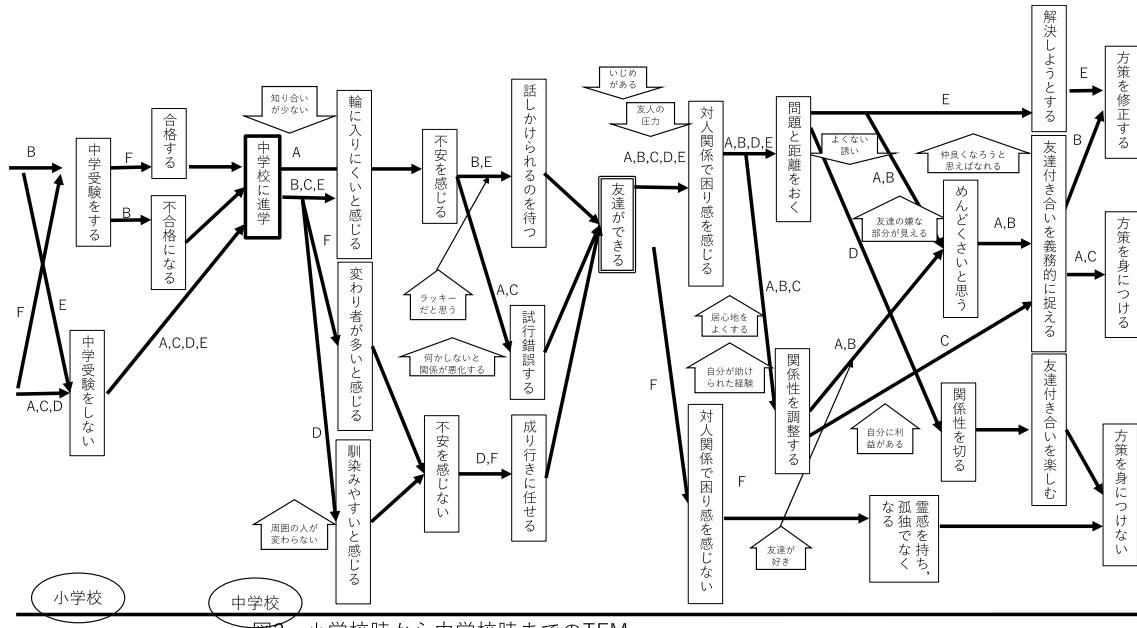 B
F
E
A,C,D
中学受験をする
中学受験をしない
F
B
合格する
不合格になる
A,C,D,E
中学校に進学
知り合い
が少ない
A
B,C,E
F
D
輪に入りにくいと感じる
変わり者が多いと感じる
馴染みやすいと感じる
周囲の人が
変わらない
不安を感じる
不安を感じない
B,E
A,C
D,F
ラッキー
だと思う
何かしないと
関係が悪化する
話しかけられるのを待つ
試行錯誤する
成り行きに任せる
友達ができる
いじめ
がある
友人の
圧力
A,B,C,D,E
F
対人関係で困り感を感じる
対人関係で困り感を感じない
A,B,D,E
A,B,C
居心地を
よくする
自分が助け
られた経験
F
友達が
好き
問題と距離をおく
関係性を調整する
よくない
誘い
E
A,B
D
A,B
C
友達の嫌な
部分が見える
自分に利
益がある
霊感を持ち,
孤独でなく
なる
仲良くなろうと
思えばなれる
めんどくさいと思う
関係性を切る
A,B
解決しようとする
友達付き合いを義務的に捉える
友達付き合いを楽しむ
E
B
A,C
方策を修正する
方策を身につける
方策を身につけない
小学校
中学校
図2 小学校時から中学校時までのTEM